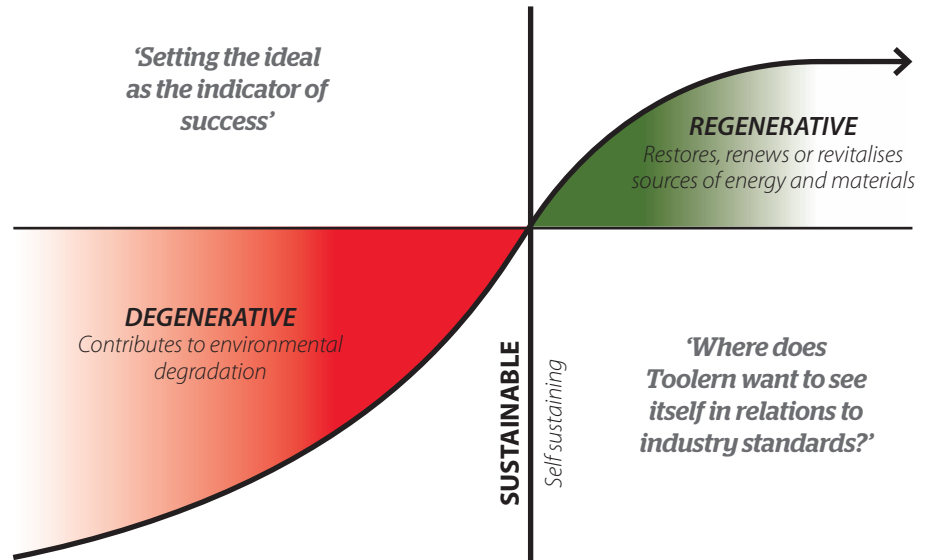 ‘Setting the ideal
as the indicator of
success’
REGENERATIVE
Restores, renews or revitalises
sources of energy and materials
DEGENERATIVE
Contributes to environmental
degradation
SUSTAINABLE
Self sustaining
‘Where does
Toolern want to see
itself in relations to
industry standards?’